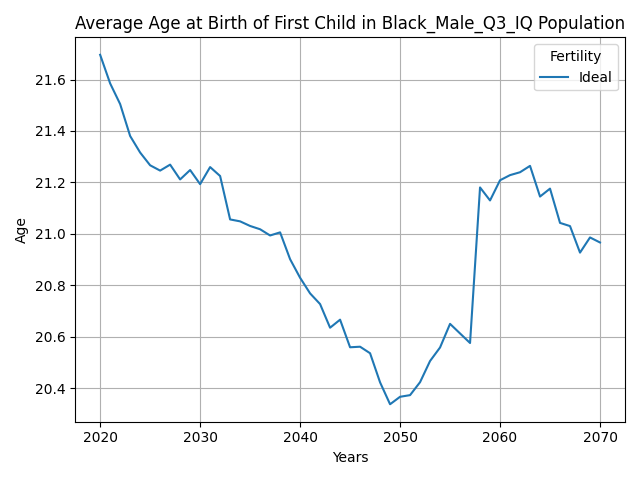 Average Age at Birth of First Child in Black_Male_Q3_IQ Population
Fertility
Ideal
Age
21.6
21.4
21.2
21.0
20.8
20.6
20.4
2020 2030 2040 2050 2060 2070
Years